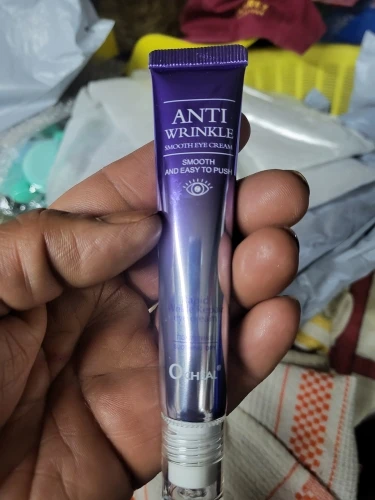 ANTI
WRINKLE
SMOOTH EYE CREAM
SMOOTH
AND EASY TO PUSH